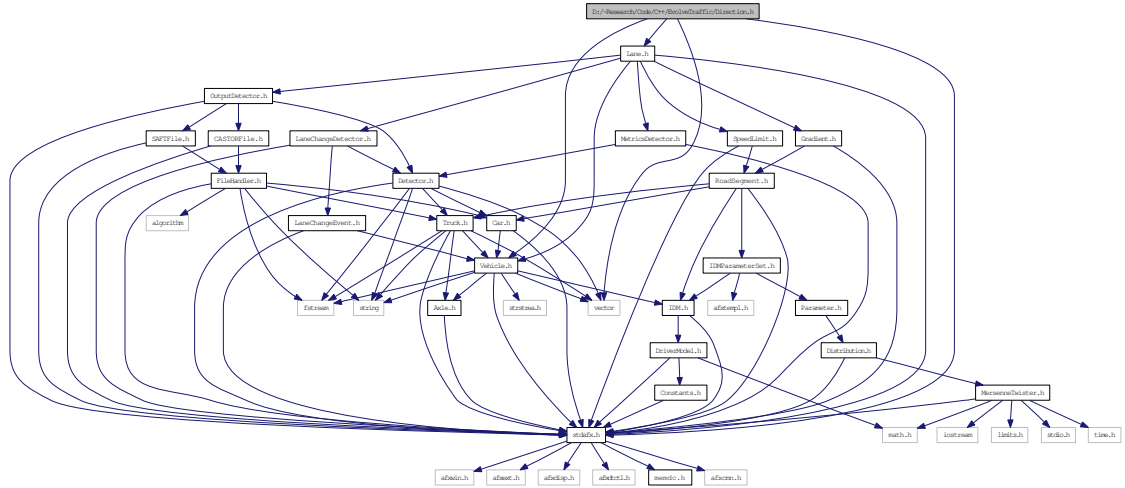 D:/~Research/Code/C++/EvolveTraffic/Direction.h
Lane.h
OutputDetector.h
SAFTFile.h
CASTORFile.h
LaneChangeDetector.h
MetricsDetector.h
SpeedLimit.h
Gradient.h
FileHandler.h
Detector.h
RoadSegment.h
algorithm
LaneChangeEvent.h
Truck.h
Car.h
Vehicle.h
IDMParameterSet.h
fstream
string
Axle.h
strstrea.h
vector
IDM.h
afxtempl.h
Parameter.h
DriverModel.h
Distribution.h
Constants.h
MersenneTwister.h
stdafx.h
math.h
iostream
limits.h
stdio.h
time.h
afxwin.h
afxext.h
afxdisp.h
afxdtctl.h
memdic.h
afxcmn.h